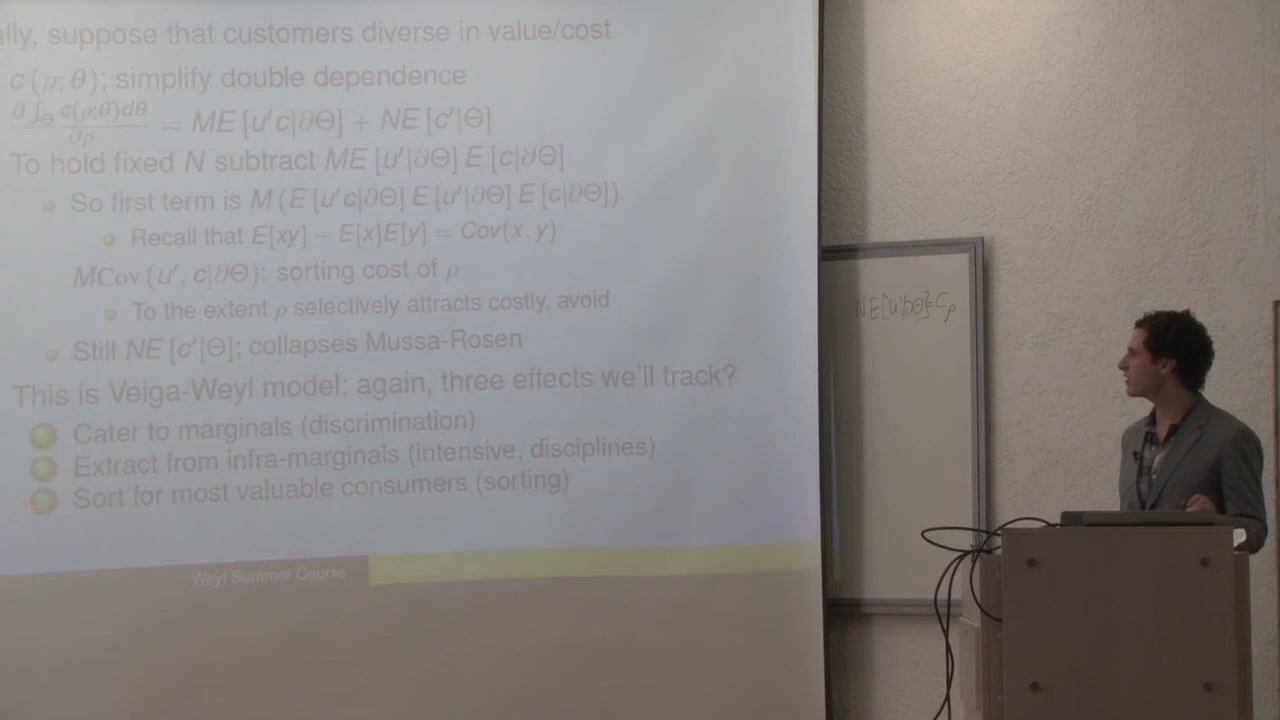 ally, suppose that customers diverse in value/cost
c (ρ; θ); simplify double dependence
∂ ∫_Θ c(ρ;θ)dθ / ∂ρ = ME [u′c|∂Θ] + NE [c′|Θ]
To hold fixed N subtract ME [u′|∂Θ] E [c|∂Θ]
So first term is M (E [u′c|∂Θ] E [u′|∂Θ] E [c|∂Θ])
Recall that E[xy] − E[x]E[y] = Cov(x, y)
MCov (u′, c|∂Θ): sorting cost of ρ
To the extent ρ selectively attracts costly, avoid
Still NE [c′|Θ]; collapses Mussa-Rosen
This is Veiga-Weyl model; again, three effects we'll track?
Cater to marginals (discrimination)
Extract from infra-marginals (intensive, disciplines)
Sort for most valuable consumers (sorting)
Weyl Summer Course